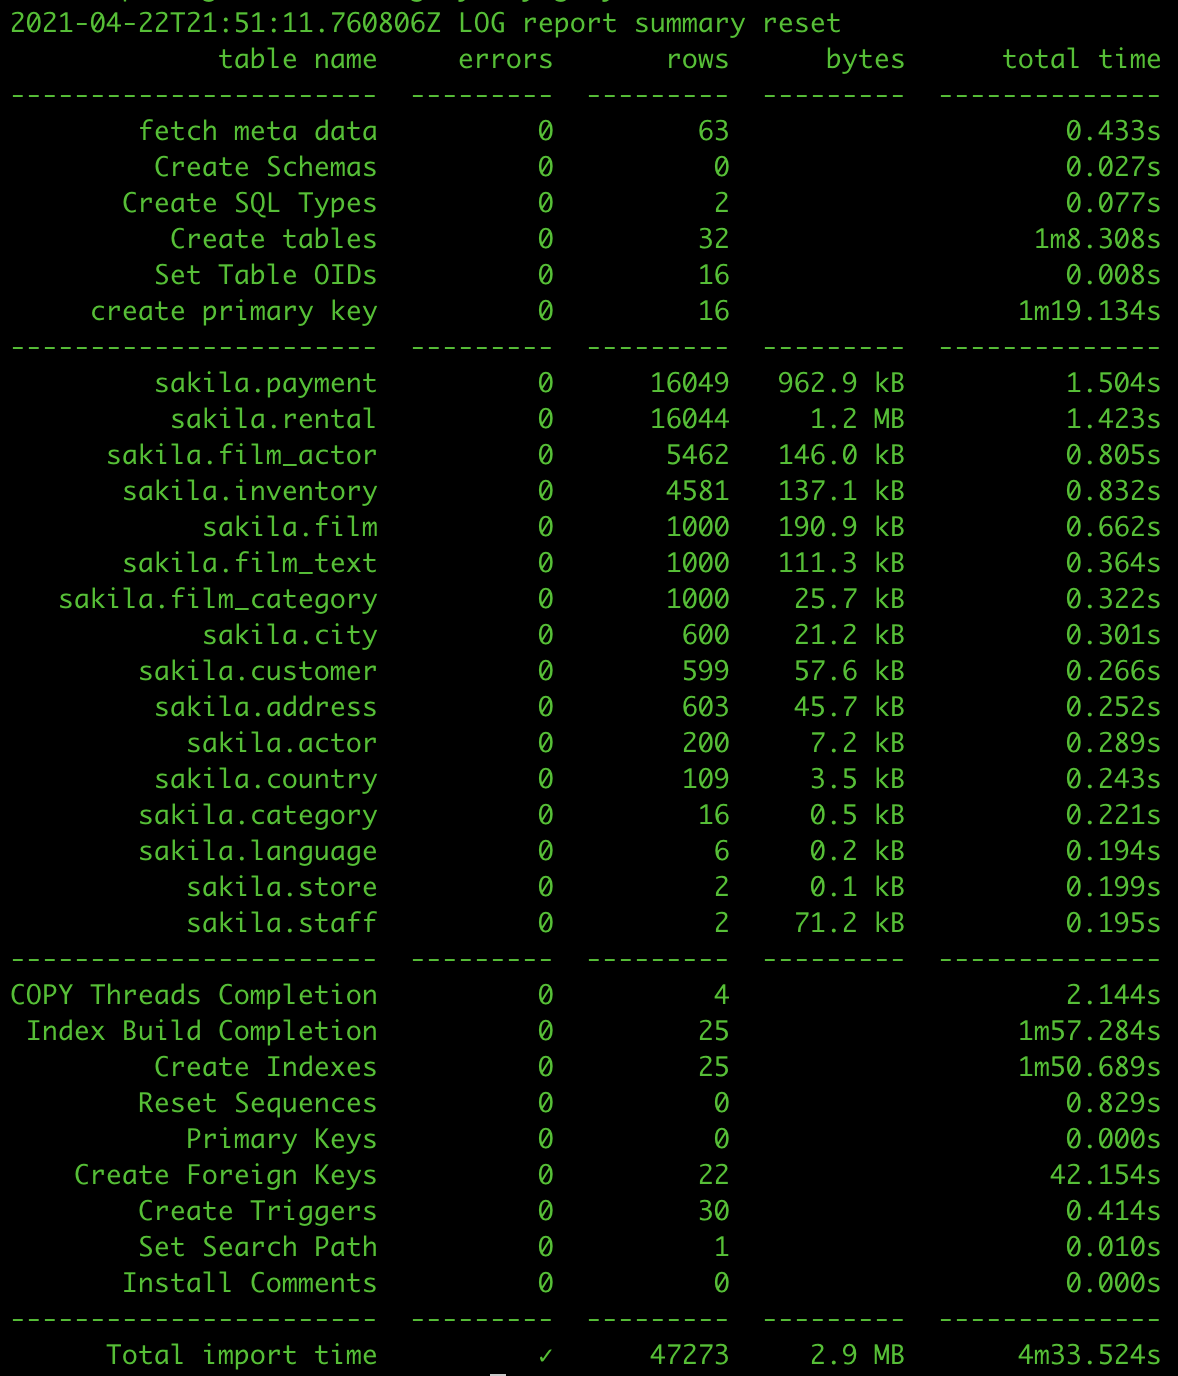 2021-04-22T21:51:11.760806Z LOG report summary reset
             table name     errors       rows      bytes      total time
-----------------------  ---------  ---------  ---------  --------------
        fetch meta data          0         63                     0.433s
         Create Schemas          0          0                     0.027s
       Create SQL Types          0          2                     0.077s
          Create tables          0         32                   1m8.308s
         Set Table OIDs          0         16                     0.008s
     create primary key          0         16                  1m19.134s
-----------------------  ---------  ---------  ---------  --------------
         sakila.payment          0      16049   962.9 kB          1.504s
          sakila.rental          0      16044     1.2 MB          1.423s
      sakila.film_actor          0       5462   146.0 kB          0.805s
       sakila.inventory          0       4581   137.1 kB          0.832s
            sakila.film          0       1000   190.9 kB          0.662s
       sakila.film_text          0       1000   111.3 kB          0.364s
   sakila.film_category          0       1000    25.7 kB          0.322s
            sakila.city          0        600    21.2 kB          0.301s
        sakila.customer          0        599    57.6 kB          0.266s
         sakila.address          0        603    45.7 kB          0.252s
           sakila.actor          0        200     7.2 kB          0.289s
         sakila.country          0        109     3.5 kB          0.243s
        sakila.category          0         16     0.5 kB          0.221s
        sakila.language          0          6     0.2 kB          0.194s
           sakila.store          0          2     0.1 kB          0.199s
           sakila.staff          0          2    71.2 kB          0.195s
-----------------------  ---------  ---------  ---------  --------------
COPY Threads Completion          0          4                     2.144s
 Index Build Completion          0         25                  1m57.284s
         Create Indexes          0         25                  1m50.689s
        Reset Sequences          0          0                     0.829s
           Primary Keys          0          0                     0.000s
    Create Foreign Keys          0         22                    42.154s
        Create Triggers          0         30                     0.414s
        Set Search Path          0          1                     0.010s
       Install Comments          0          0                     0.000s
-----------------------  ---------  ---------  ---------  --------------
      Total import time          ✓      47273     2.9 MB       4m33.524s